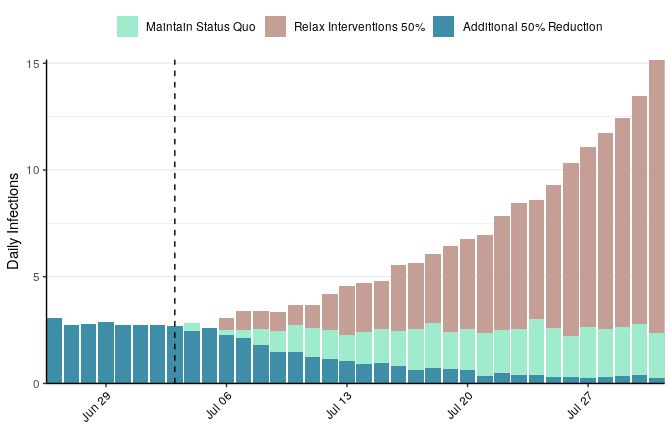 Maintain Status Quo Relax Interventions 50% Additional 50% Reduction
Daily Infections
15
10
5
0
Jun 29 Jul 06 Jul 13 Jul 20 Jul 27